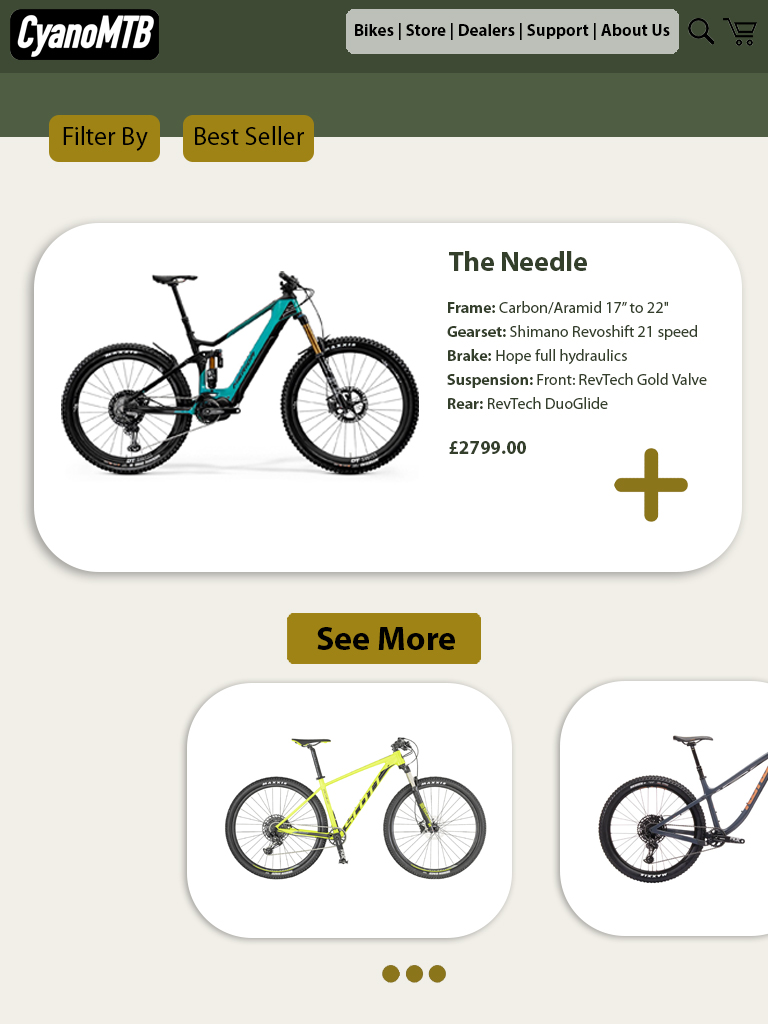 CyanoMTB
Bikes | Store | Dealers | Support | About Us
Filter By
Best Seller
The Needle
Frame: Carbon/Aramid 17” to 22"
Gearset: Shimano Revoshift 21 speed
Brake: Hope full hydraulics
Suspension: Front: RevTech Gold Valve
Rear: RevTech DuoGlide
£2799.00
See More
SCOTT
MAXXIS